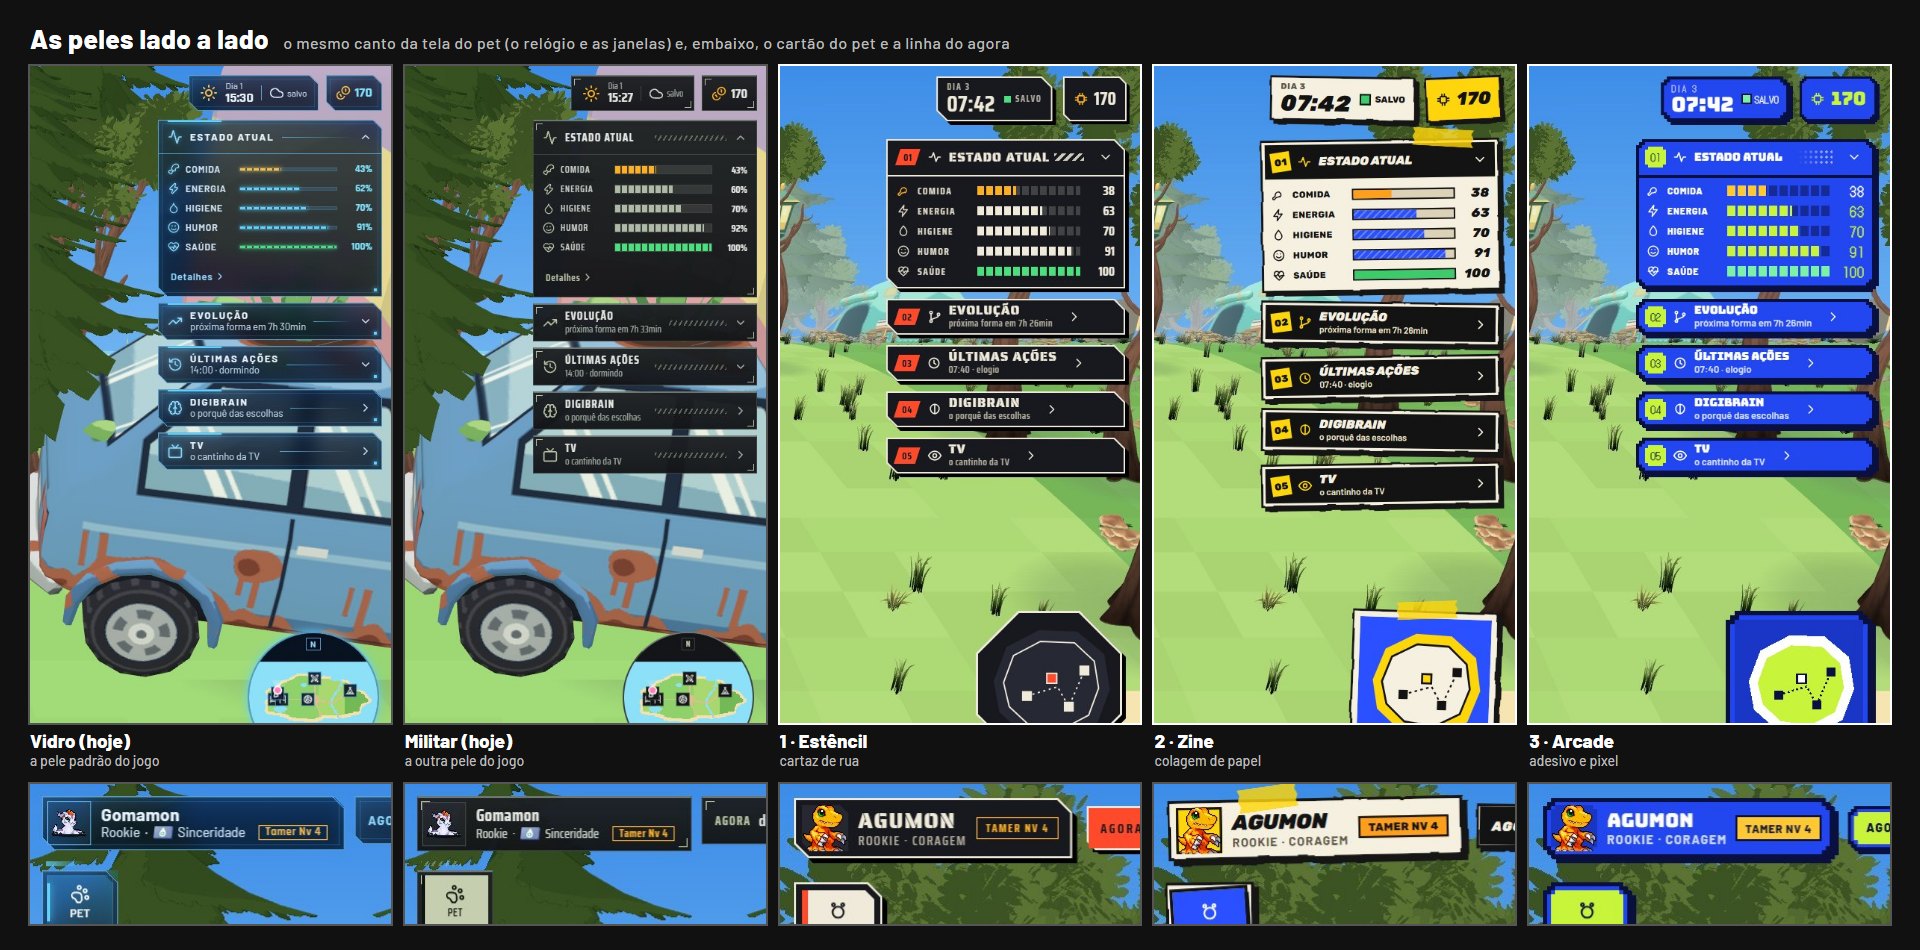 As peles lado a lado o mesmo canto da tela do pet (o relógio e as janelas) e, embaixo, o cartão do pet e a linha do agora
Dia 1
15:30
salvo
170
ESTADO ATUAL
COMIDA 43%
ENERGIA 62%
HIGIENE 70%
HUMOR 91%
SAÚDE 100%
Detalhes
EVOLUÇÃO
próxima forma em 7h 30min
ÚLTIMAS AÇÕES
14:00 · dormindo
DIGIBRAIN
o porquê das escolhas
TV
o cantinho da TV
N
Dia 1
15:27
salvo
170
ESTADO ATUAL
COMIDA 43%
ENERGIA 60%
HIGIENE 70%
HUMOR 92%
SAÚDE 100%
Detalhes
EVOLUÇÃO
próxima forma em 7h 33min
ÚLTIMAS AÇÕES
14:00 · dormindo
DIGIBRAIN
o porquê das escolhas
TV
o cantinho da TV
N
DIA 3
07:42 SALVO
170
01 ESTADO ATUAL
COMIDA 38
ENERGIA 63
HIGIENE 70
HUMOR 91
SAÚDE 100
02 EVOLUÇÃO
próxima forma em 7h 26min
03 ÚLTIMAS AÇÕES
07:40 · elogio
04 DIGIBRAIN
o porquê das escolhas
05 TV
o cantinho da TV
DIA 3
07:42 SALVO
170
01 ESTADO ATUAL
COMIDA 38
ENERGIA 63
HIGIENE 70
HUMOR 91
SAÚDE 100
02 EVOLUÇÃO
próxima forma em 7h 26min
03 ÚLTIMAS AÇÕES
07:40 · elogio
04 DIGIBRAIN
o porquê das escolhas
05 TV
o cantinho da TV
DIA 3
07:42 SALVO
170
01 ESTADO ATUAL
COMIDA 38
ENERGIA 63
HIGIENE 70
HUMOR 91
SAÚDE 100
02 EVOLUÇÃO
próxima forma em 7h 26min
03 ÚLTIMAS AÇÕES
07:40 · elogio
04 DIGIBRAIN
o porquê das escolhas
05 TV
o cantinho da TV
Vidro (hoje)
a pele padrão do jogo
Militar (hoje)
a outra pele do jogo
1 · Estêncil
cartaz de rua
2 · Zine
colagem de papel
3 · Arcade
adesivo e pixel
Gomamon
Rookie · Sinceridade Tamer Nv 4
AGO
PET
Gomamon
Rookie · Sinceridade Tamer Nv 4
AGORA d
PET
AGUMON
ROOKIE · CORAGEM
TAMER NV 4
AGORA
AGUMON
ROOKIE · CORAGEM
TAMER NV 4
AGO
AGUMON
ROOKIE · CORAGEM
TAMER NV 4
AGO